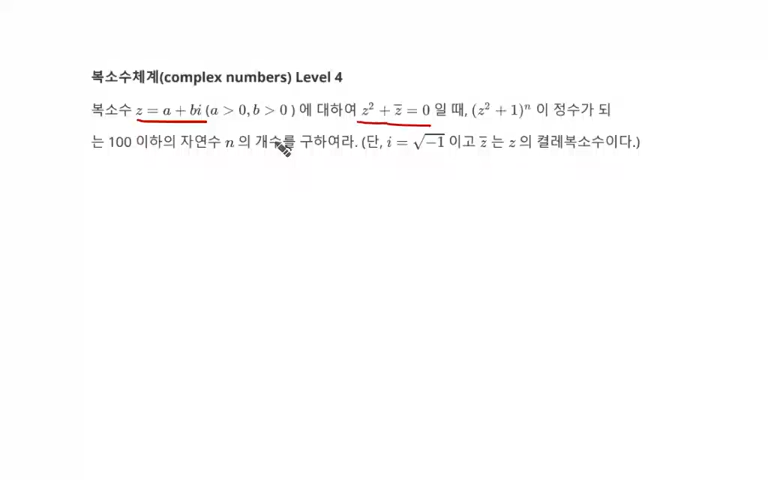 복소수체계(complex numbers) Level 4
복소수 z = a + bi (a > 0, b > 0 ) 에 대하여 z² + z̅ = 0 일 때, (z² + 1)ⁿ 이 정수가 되
는 100 이하의 자연수 n 의 개수를 구하여라. (단, i = √−1 이고 z̅ 는 z 의 켤레복소수이다.)